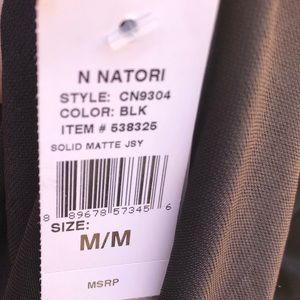 N NATORI
STYLE: CN9304
COLOR: BLK
ITEM # 538325
SOLID MATTE JSY
8 89678 57345 6
SIZE:
M/M
MSRP